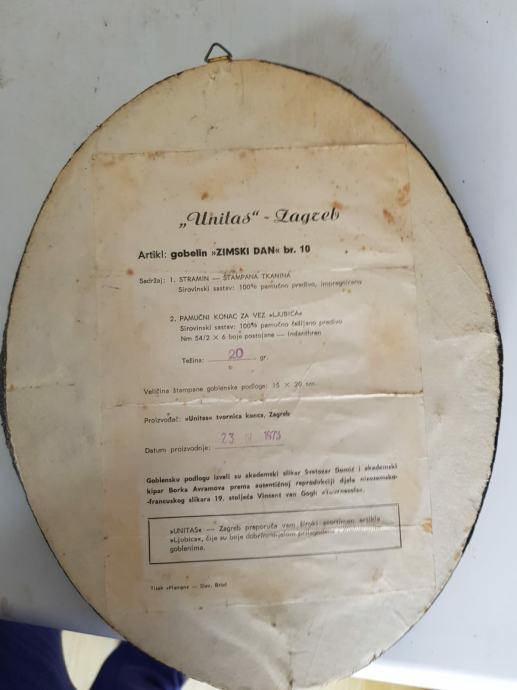 „Unitas“ - Zagreb
Artikl: gobelin »ZIMSKI DAN« br. 10
Sadržaj: 1. STRAMIN — ŠTAMPANA TKANINA
Sirovinski sastav: 100% pamučno predivo, impregnirano
2. PAMUČNI KONAC ZA VEZ »LJUBICA«
Sirovinski sastav: 100% pamučno češljano predivo
Nm 54/2 × 6 boje postojane — Indanthren
Težina: 20 gr.
Veličina štampane goblenske podloge: 15 × 20 cm
Proizvođač: »Unitas« tvornica konca, Zagreb
Datum proizvodnje: 23 1973
Goblensku podlogu izveli su akademski slikar Svetozar Domić i akademski
kipar Borka Avramova prema autentičnoj reprodukciji djela nizozemsko-
-francuskog slikara 19. stoljeća Vincent van Gogh
»UNITAS« — Zagreb preporuča vam široki asortiman artikla
»Ljubica«, čije su boje
goblenima.
Tisak »Plamen« — Slav. Brod